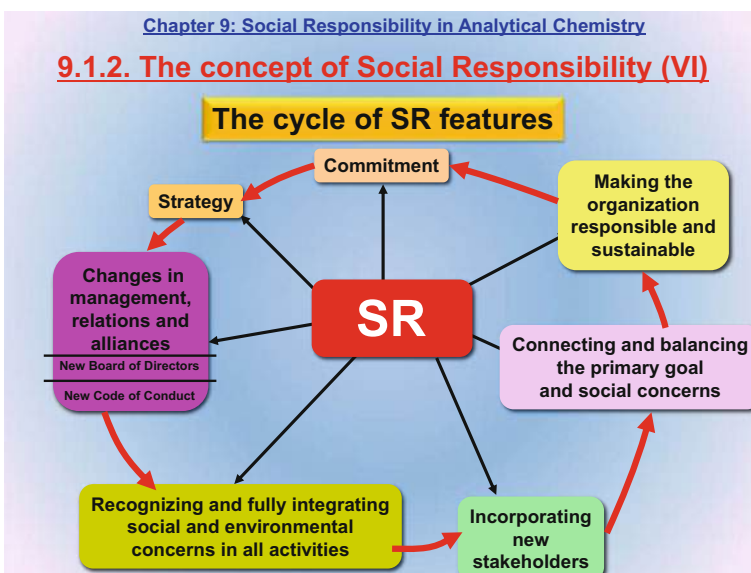 Chapter 9: Social Responsibility in Analytical Chemistry
9.1.2. The concept of Social Responsibility (VI)
The cycle of SR features
Commitment
Strategy
Making the
organization
responsible and
sustainable
Changes in
management,
relations and
alliances
New Board of Directors
New Code of Conduct
SR
Connecting and balancing
the primary goal
and social concerns
Recognizing and fully integrating
social and environmental
concerns in all activities
Incorporating
new
stakeholders